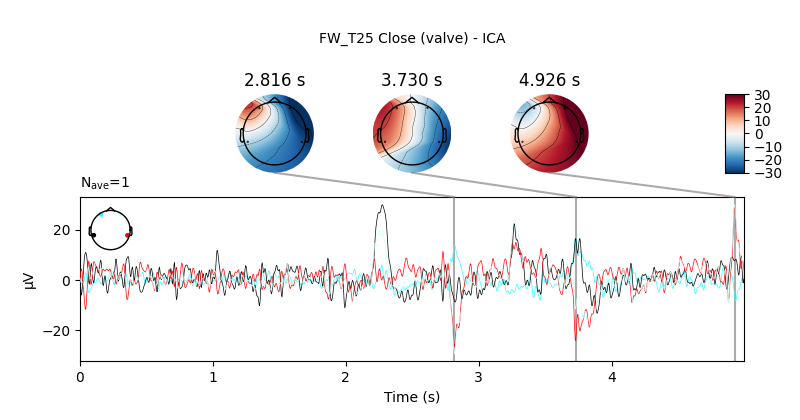 FW_T25 Close (valve) - ICA
2.816 s 3.730 s 4.926 s
30
20
10
0
−10
−20
−30
Nave=1
20
0
−20
µV
0 1 2 3 4
Time (s)